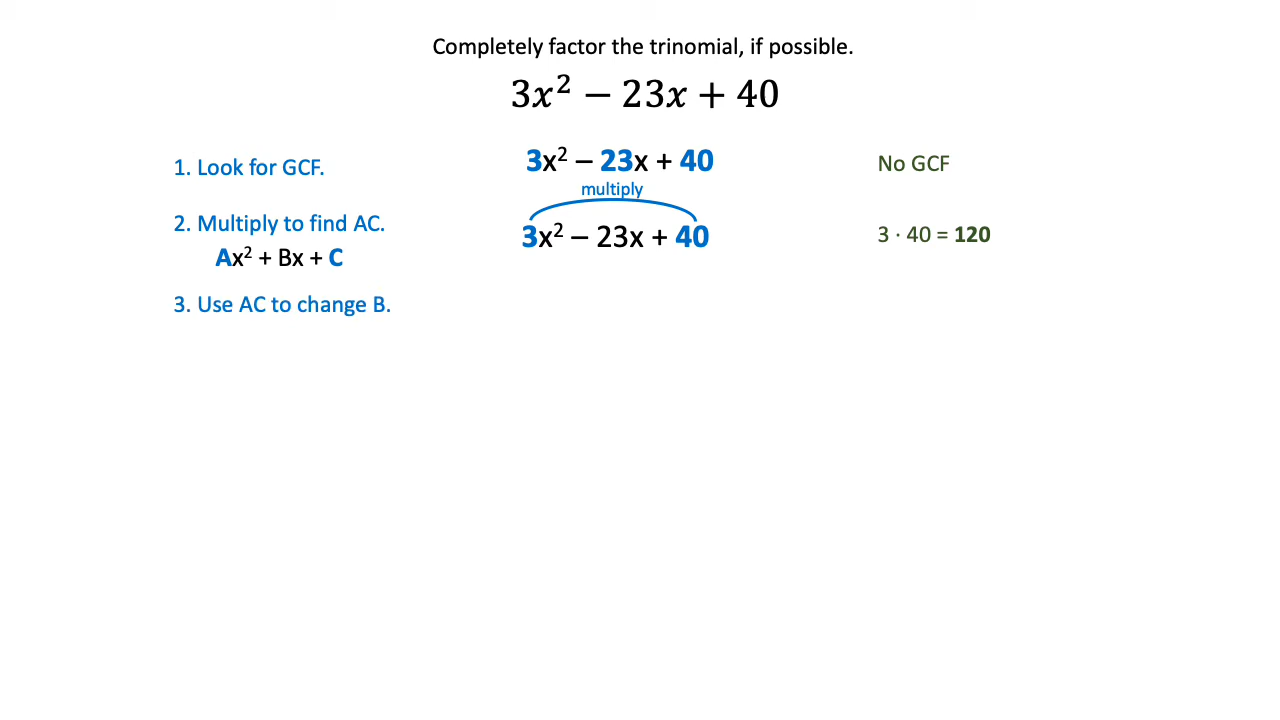 Completely factor the trinomial, if possible.
3x² − 23x + 40
1. Look for GCF.
3x² – 23x + 40
No GCF
multiply
2. Multiply to find AC.
3x² – 23x + 40
3 · 40 = 120
Ax² + Bx + C
3. Use AC to change B.